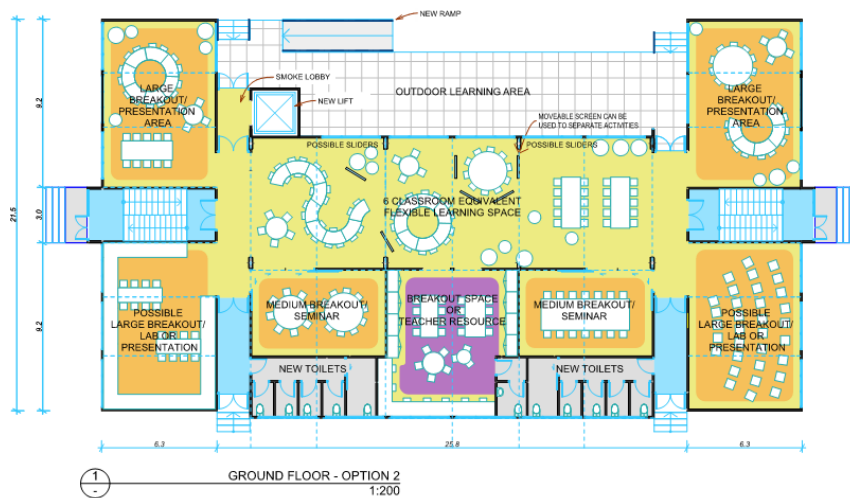 NEW RAMP
SMOKE LOBBY
NEW LIFT
OUTDOOR LEARNING AREA
LARGE
BREAKOUT/
PRESENTATION
AREA
LARGE
BREAKOUT/
PRESENTATION
AREA
MOVEABLE SCREEN CAN BE
USED TO SEPARATE ACTIVITIES
POSSIBLE SLIDERS
POSSIBLE SLIDERS
9.2
21.5
3.0
9.2
6 CLASSROOM EQUIVALENT
FLEXIBLE LEARNING SPACE
POSSIBLE
LARGE BREAKOUT/
LAB OR
PRESENTATION
MEDIUM BREAKOUT/
SEMINAR
BREAKOUT SPACE
OR
TEACHER RESOURCE
MEDIUM BREAKOUT/
SEMINAR
POSSIBLE
LARGE BREAKOUT/
LAB OR
PRESENTATION
NEW TOILETS
NEW TOILETS
6.3
25.8
6.3
1
-
GROUND FLOOR - OPTION 2
1:200